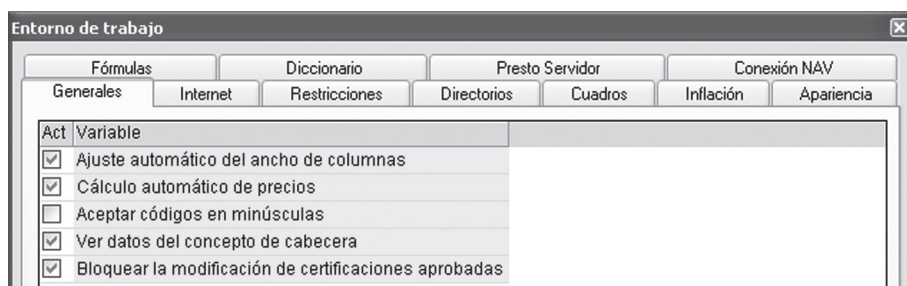 Entorno de trabajo
Fórmulas Diccionario Presto Servidor Conexión NAV
Generales Internet Restricciones Directorios Cuadros Inflación Apariencia
Act Variable
Ajuste automático del ancho de columnas
Cálculo automático de precios
Aceptar códigos en minúsculas
Ver datos del concepto de cabecera
Bloquear la modificación de certificaciones aprobadas